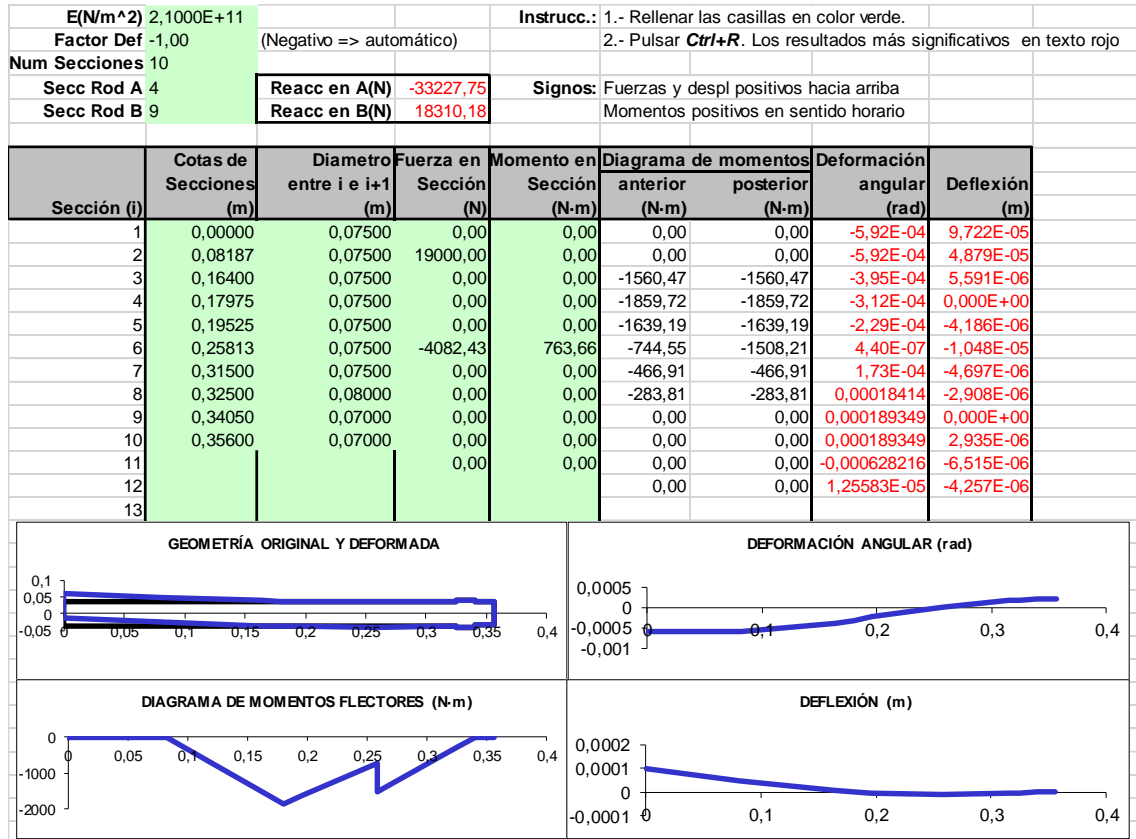 E(N/m^2) 2,1000E+11 Instrucc.: 1.- Rellenar las casillas en color verde.
Factor Def -1,00 (Negativo => automático) 2.- Pulsar Ctrl+R. Los resultados más significativos en texto rojo
Num Secciones 10
Secc Rod A 4 Reacc en A(N) -33227,75 Signos: Fuerzas y despl positivos hacia arriba
Secc Rod B 9 Reacc en B(N) 18310,18 Momentos positivos en sentido horario
Cotas de Diametro Fuerza en Momento en Diagrama de momentos Deformación
Secciones entre i e i+1 Sección Sección anterior posterior angular Deflexión
Sección (i) (m) (m) (N) (N·m) (N·m) (N·m) (rad) (m)
1 0,00000 0,07500 0,00 0,00 0,00 0,00 -5,92E-04 9,722E-05
2 0,08187 0,07500 19000,00 0,00 0,00 0,00 -5,92E-04 4,879E-05
3 0,16400 0,07500 0,00 0,00 -1560,47 -1560,47 -3,95E-04 5,591E-06
4 0,17975 0,07500 0,00 0,00 -1859,72 -1859,72 -3,12E-04 0,000E+00
5 0,19525 0,07500 0,00 0,00 -1639,19 -1639,19 -2,29E-04 -4,186E-06
6 0,25813 0,07500 -4082,43 763,66 -744,55 -1508,21 4,40E-07 -1,048E-05
7 0,31500 0,07500 0,00 0,00 -466,91 -466,91 1,73E-04 -4,697E-06
8 0,32500 0,08000 0,00 0,00 -283,81 -283,81 0,00018414 -2,908E-06
9 0,34050 0,07000 0,00 0,00 0,00 0,00 0,000189349 0,000E+00
10 0,35600 0,07000 0,00 0,00 0,00 0,00 0,000189349 2,935E-06
11 0,00 0,00 0,00 0,00 -0,000628216 -6,515E-06
12 0,00 0,00 1,25583E-05 -4,257E-06
13
GEOMETRÍA ORIGINAL Y DEFORMADA
0,1
0,05
0
-0,05
0 0,05 0,1 0,15 0,2 0,25 0,3 0,35 0,4
DEFORMACIÓN ANGULAR (rad)
0,0005
0
-0,0005
-0,001
0 0,1 0,2 0,3 0,4
DIAGRAMA DE MOMENTOS FLECTORES (N·m)
0
-1000
-2000
0 0,05 0,1 0,15 0,2 0,25 0,3 0,35 0,4
DEFLEXIÓN (m)
0,0002
0,0001
0
-0,0001
0 0,1 0,2 0,3 0,4